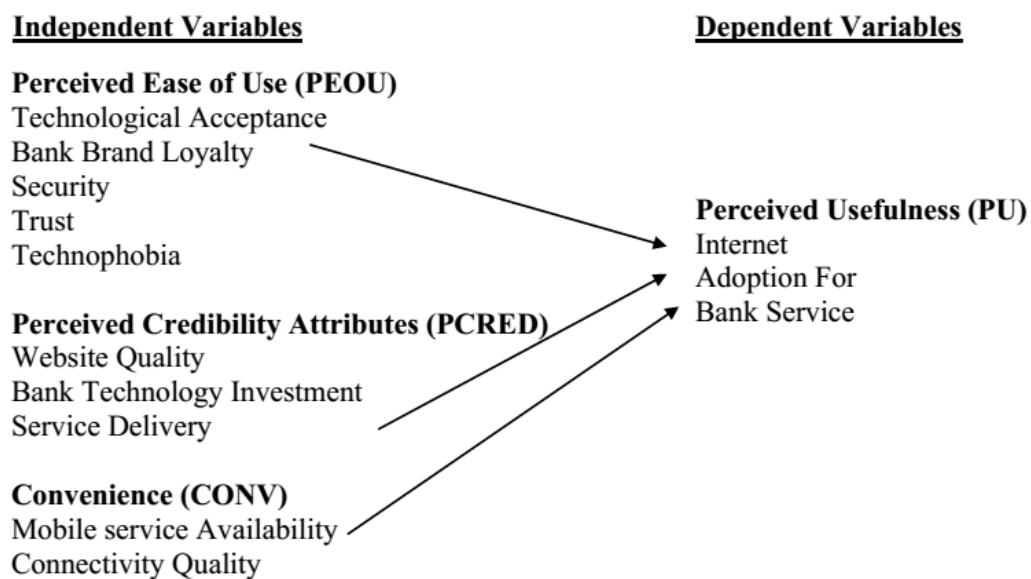 Independent Variables
Dependent Variables
Perceived Ease of Use (PEOU)
Technological Acceptance
Bank Brand Loyalty
Security
Trust
Technophobia
Perceived Credibility Attributes (PCRED)
Website Quality
Bank Technology Investment
Service Delivery
Convenience (CONV)
Mobile service Availability
Connectivity Quality
Perceived Usefulness (PU)
Internet
Adoption For
Bank Service